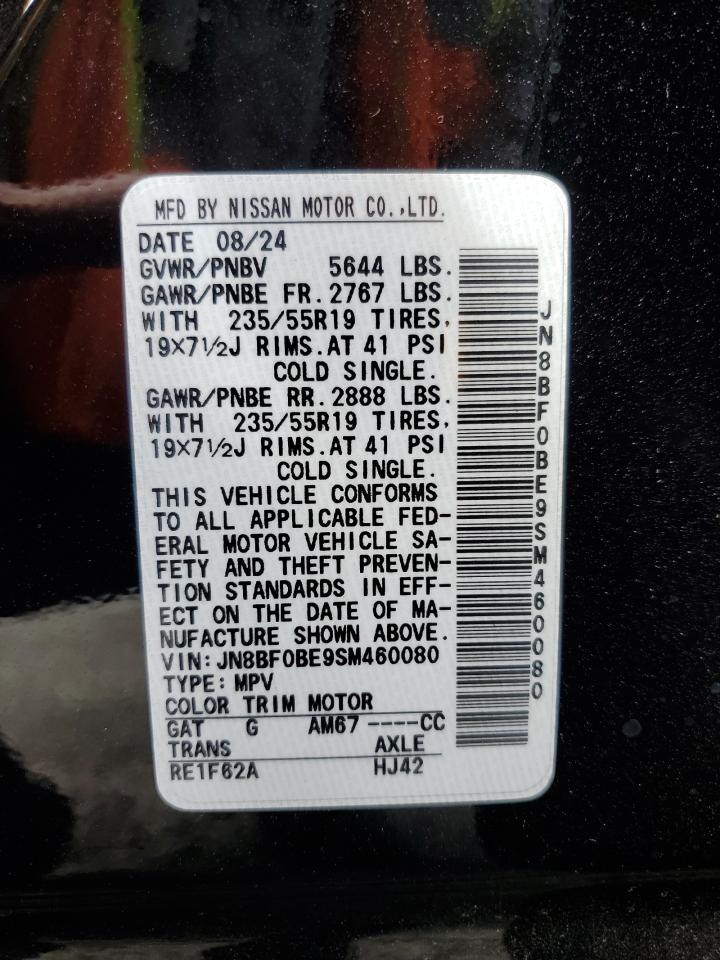 MFD BY NISSAN MOTOR CO.,LTD.
DATE 08/24
GVWR/PNBV 5644 LBS.
GAWR/PNBE FR. 2767 LBS.
WITH 235/55R19 TIRES,
19X7½J RIMS. AT 41 PSI
COLD SINGLE.
GAWR/PNBE RR. 2888 LBS.
WITH 235/55R19 TIRES,
19X7½J RIMS. AT 41 PSI
COLD SINGLE.
THIS VEHICLE CONFORMS
TO ALL APPLICABLE FED-
ERAL MOTOR VEHICLE SA-
FETY AND THEFT PREVEN-
TION STANDARDS IN EFF-
ECT ON THE DATE OF MA-
NUFACTURE SHOWN ABOVE.
VIN: JN8BF0BE9SM460080
TYPE: MPV
COLOR TRIM MOTOR
GAT G AM67 ----CC
TRANS AXLE
RE1F62A HJ42
JN8BF0BE9SM460080